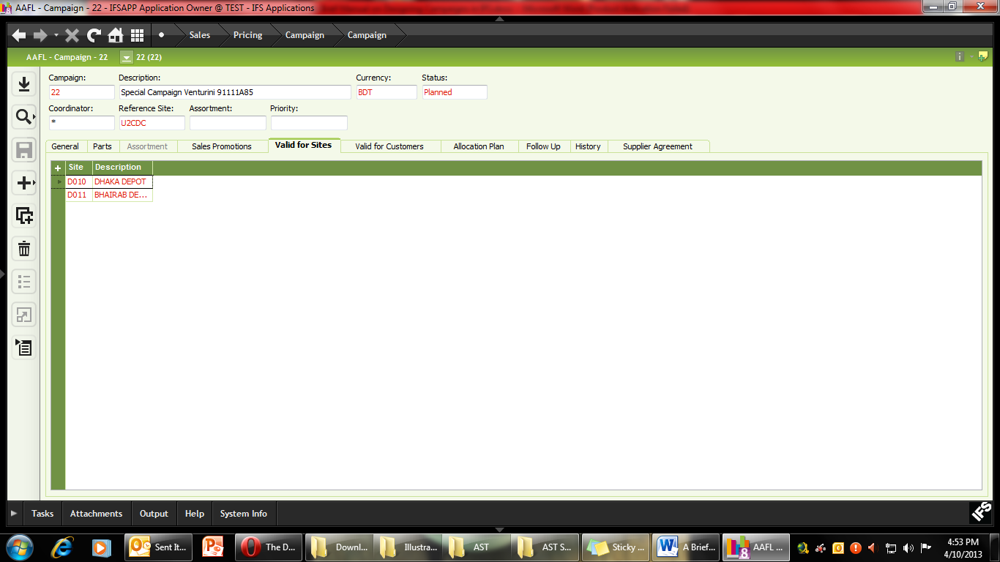 AAFL - Campaign - 22 - IFSAPP Application Owner @ TEST - IFS Applications
Sales Pricing Campaign Campaign
AAFL - Campaign - 22 22 (22)
Campaign: Description: Currency: Status:
22 Special Campaign Venturini 91111A85 BDT Planned
Coordinator: Reference Site: Assortment: Priority:
* U2CDC
General Parts Assortment Sales Promotions Valid for Sites Valid for Customers Allocation Plan Follow Up History Supplier Agreement
Site Description
D010 DHAKA DEPOT
D011 BHAIRAB DE...
Tasks Attachments Output Help System Info IFS
Sent It... The D... Downl... Illustra... AST AST S... Sticky ... A Brief... AAFL ... 4:53 PM
4/10/2013